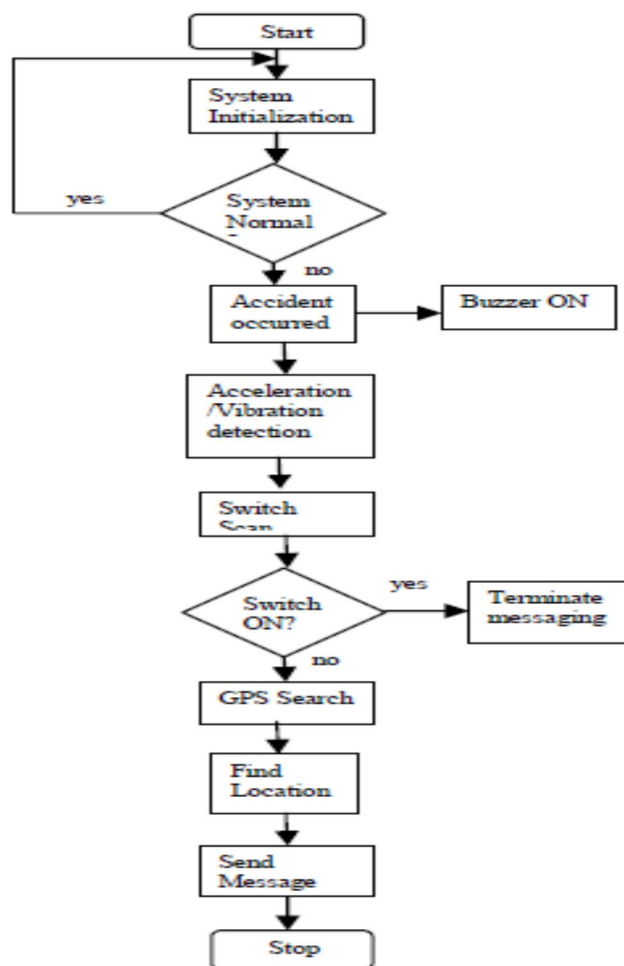 Start
System
Initialization
yes
System
Normal
no
Accident
occurred
Buzzer ON
Acceleration
/Vibration
detection
Switch
Scan
Switch
ON?
yes
Terminate
messaging
no
GPS Search
Find
Location
Send
Message
Stop